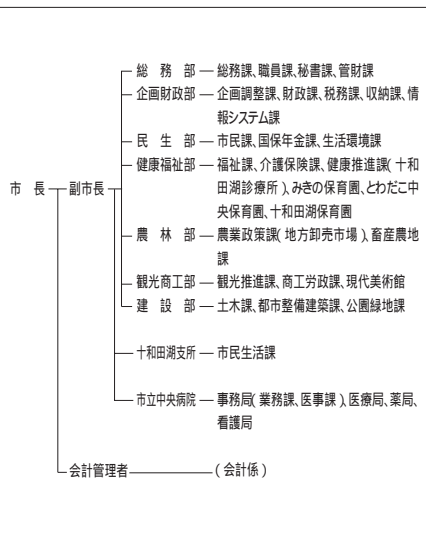 総務部 総務課、職員課、秘書課、管財課
企画財政部 企画調整課、財政課、税務課、収納課、情
報システム課
民生部 市民課、国保年金課、生活環境課
健康福祉部 福祉課、介護保険課、健康推進課(十和
市長 副市長 田湖診療所)、みきの保育園、とわだこ中
央保育園、十和田湖保育園
農林部 農業政策課(地方卸売市場)、畜産農地
課
観光商工部 観光推進課、商工労政課、現代美術館
建設部 土木課、都市整備建築課、公園緑地課
十和田湖支所 市民生活課
市立中央病院 事務局(業務課、医事課)、医療局、薬局、
看護局
会計管理者 (会計係)